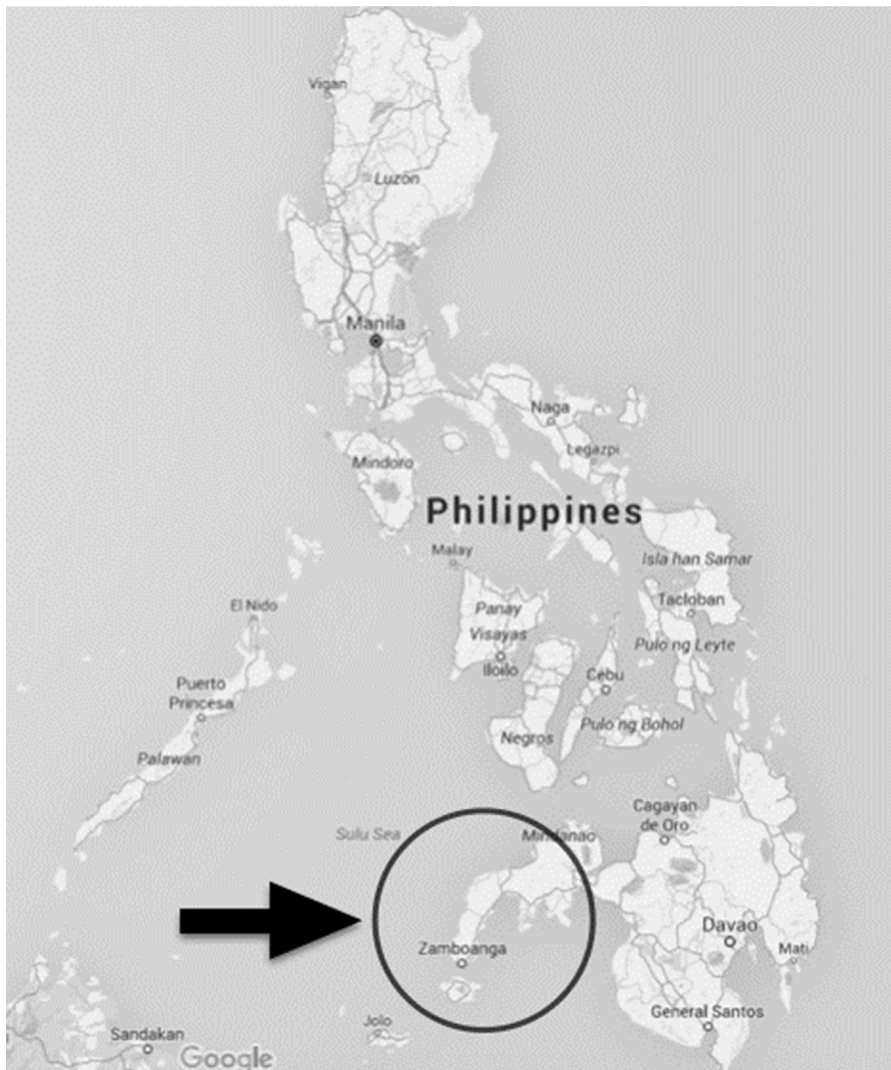 Vigan
Luzon
Manila
Naga
Legazpi
Mindoro
Philippines
Malay
Isla han Samar
El Nido
Panay
Tacloban
Visayas
Pulo ng Leyte
Iloilo
Cebu
Puerto
Princesa
Pulo ng Bohol
Negros
Palawan
Cagayan
de Oro
Sulu Sea
Mindanao
Davao
Zamboanga
Mati
General Santos
Jolo
Sandakan
Google